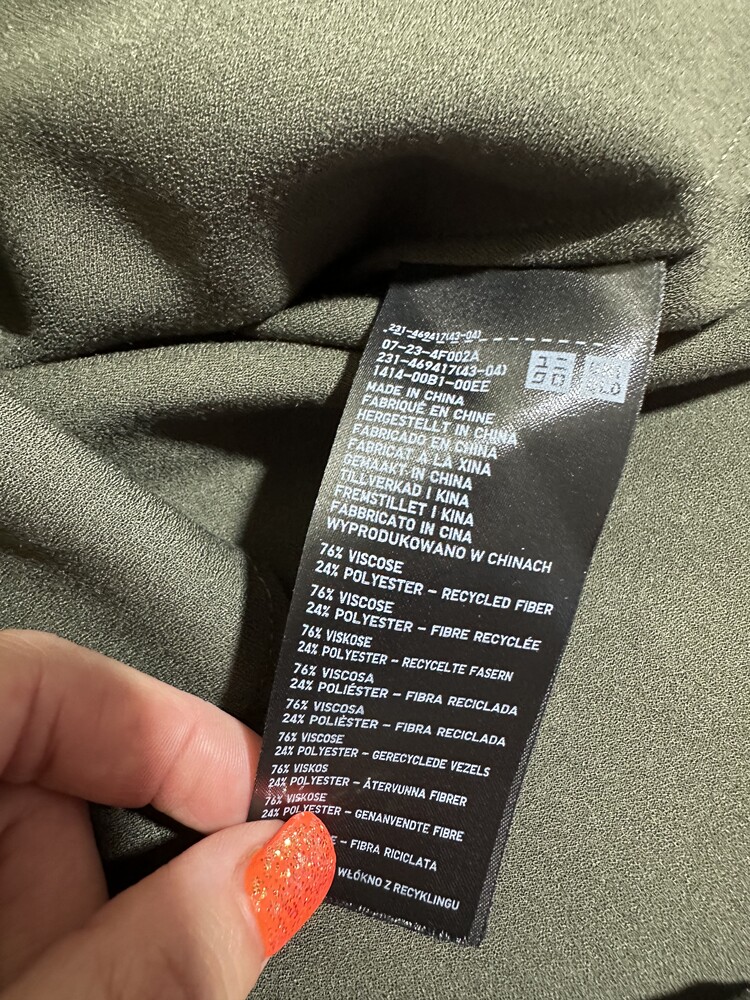 231-469417(43-04)
07-23-4F002A
231-469417(43-04)
1414-00B1-00EE
MADE IN CHINA
FABRIQUÉ EN CHINE
HERGESTELLT IN CHINA
FABRICADO EN CHINA
FABRICAT A LA XINA
GEMAAKT IN CHINA
TILLVERKAD I KINA
FREMSTILLET I KINA
FABBRICATO IN CINA
WYPRODUKOWANO W CHINACH
76% VISCOSE
24% POLYESTER – RECYCLED FIBER
76% VISCOSE
24% POLYESTER – FIBRE RECYCLÉE
76% VISKOSE
24% POLYESTER – RECYCELTE FASERN
76% VISCOSA
24% POLIÉSTER – FIBRA RECICLADA
76% VISCOSA
24% POLIÈSTER – FIBRA RECICLADA
76% VISCOSE
24% POLYESTER – GERECYCLEDE VEZELS
76% VISKOS
24% POLYESTER – ÅTERVUNNA FIBRER
76% VISKOSE
24% POLYESTER – GENANVENDTE FIBRE
– FIBRA RICICLATA
WŁÓKNO Z RECYKLINGU